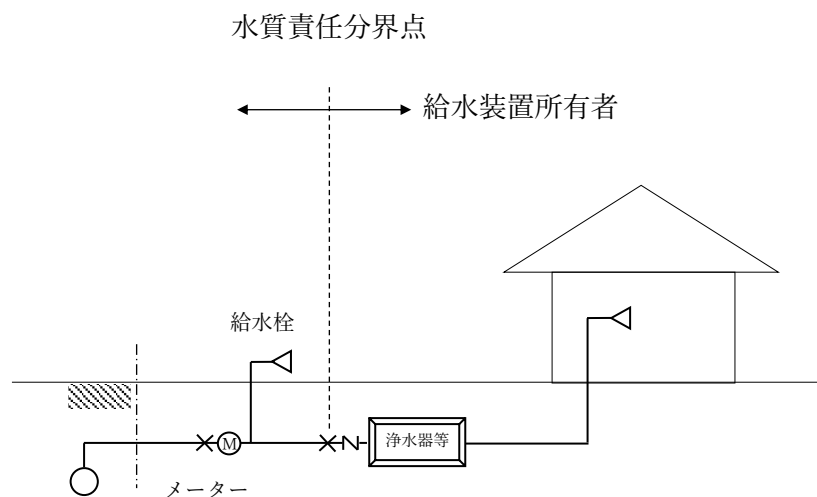 水質責任分界点
給水装置所有者
給水栓
浄水器等
M
メーター